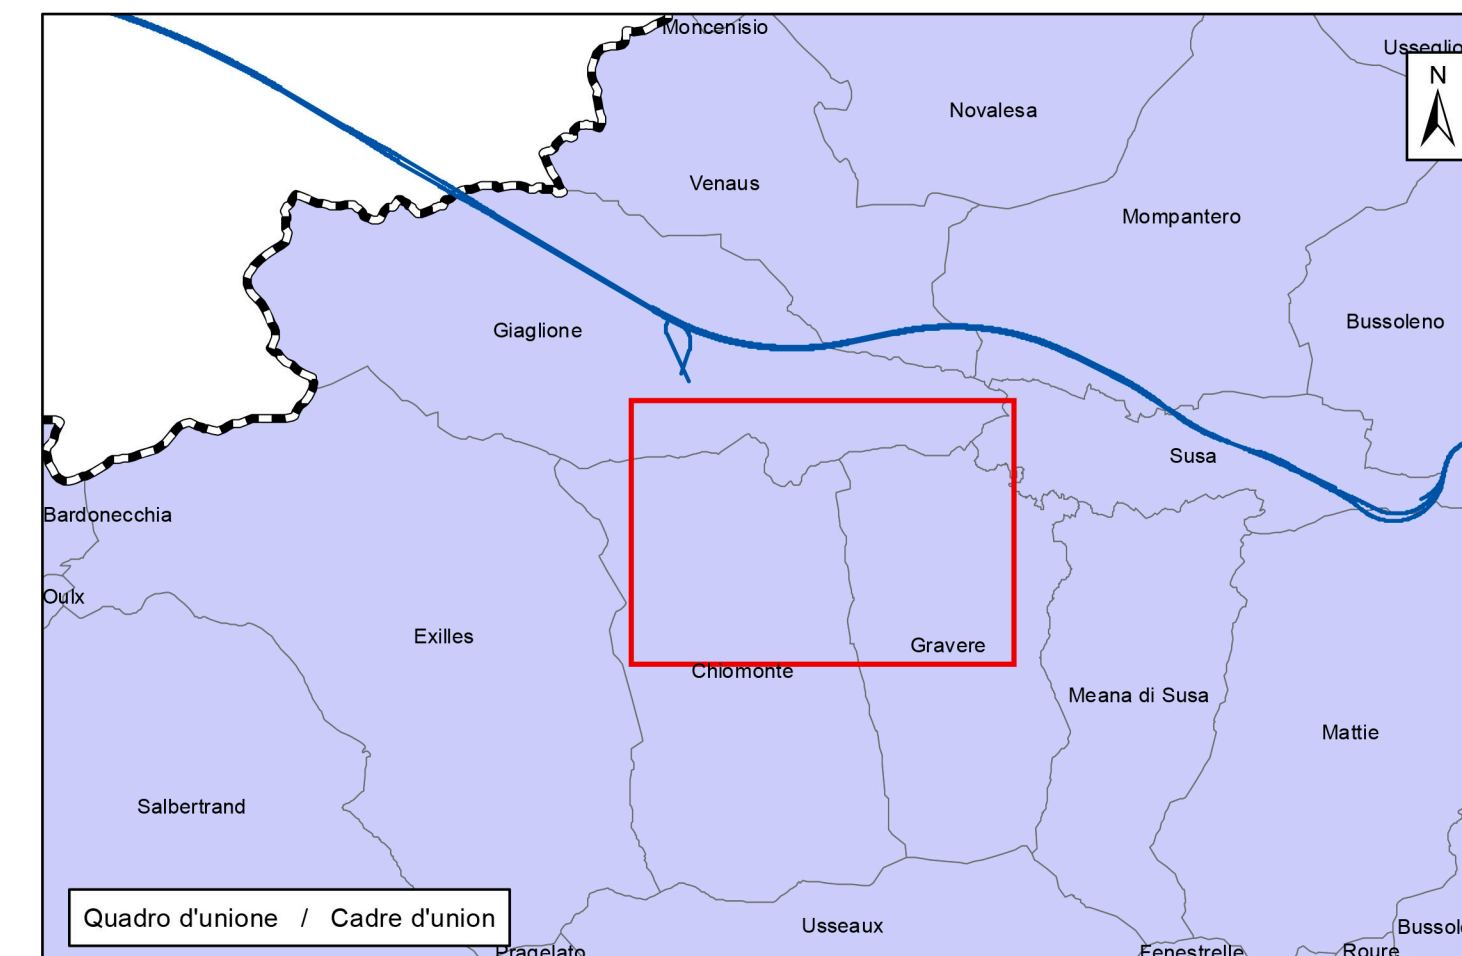 Moncenisio
Usseglio
N
Novalesa
Venaus
Mompantero
Giaglione
Bussoleno
Susa
Bardonecchia
Oulx
Exilles
Gravere
Chiomonte
Meana di Susa
Mattie
Salbertrand
Quadro d'unione / Cadre d'union
Usseaux
Bussol
Pragelato
Fenestrelle
Roure